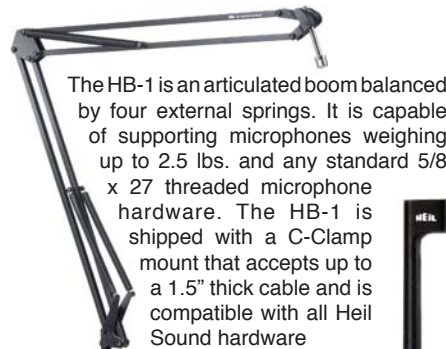 The HB-1 is an articulated boom balanced
by four external springs. It is capable
of supporting microphones weighing
up to 2.5 lbs. and any standard 5/8
x 27 threaded microphone
hardware. The HB-1 is
shipped with a C-Clamp
mount that accepts up to
a 1.5” thick cable and is
compatible with all Heil
Sound hardware
HEIL